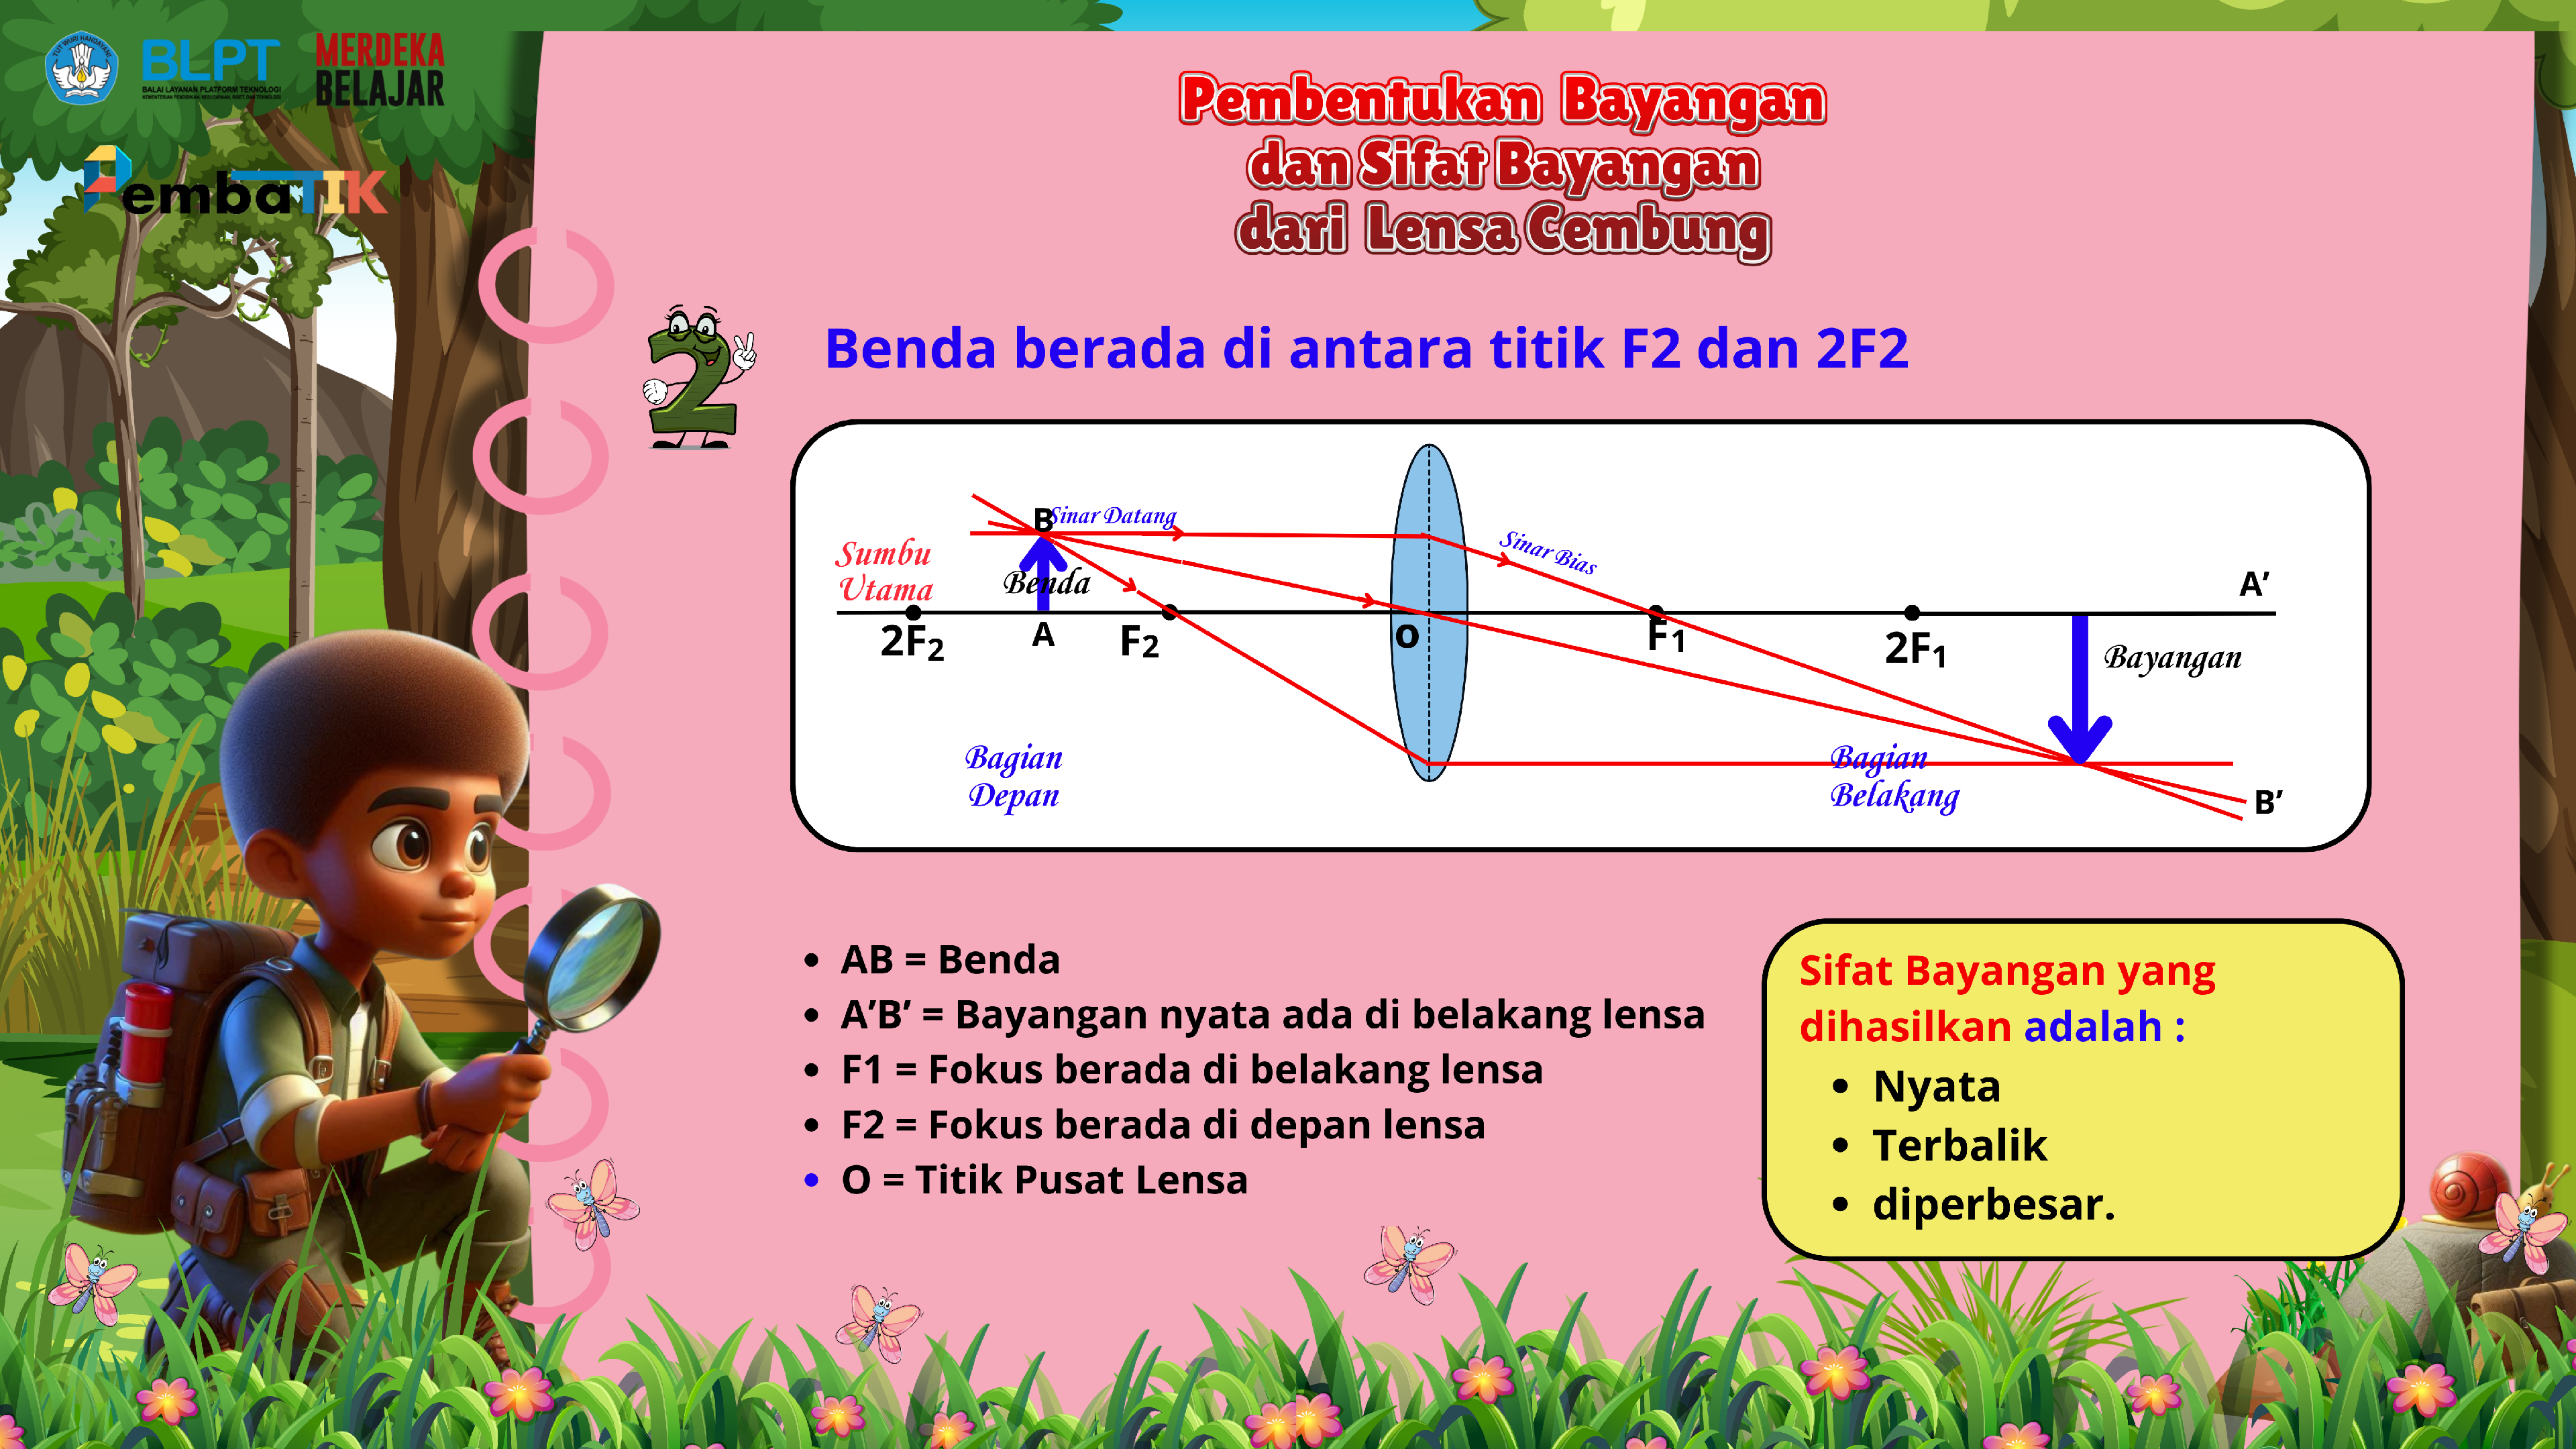 TUT WURI HANDAYANI
BLPT
BALAI LAYANAN PLATFORM TEKNOLOGI
KEMENTERIAN PENDIDIKAN, KEBUDAYAAN, RISET, DAN TEKNOLOGI
MERDEKA
BELAJAR
PembaTIK
Pembentukan Bayangan
dan Sifat Bayangan
dari Lensa Cembung
2
Benda berada di antara titik F2 dan 2F2
B
Sinar Datang
Sinar Bias
Sumbu
Utama
Benda
A’
2F2
A
F2
O
F1
2F1
Bayangan
Bagian
Depan
Bagian
Belakang
B’
• AB = Benda
• A’B’ = Bayangan nyata ada di belakang lensa
• F1 = Fokus berada di belakang lensa
• F2 = Fokus berada di depan lensa
• O = Titik Pusat Lensa
Sifat Bayangan yang
dihasilkan adalah :
• Nyata
• Terbalik
• diperbesar.